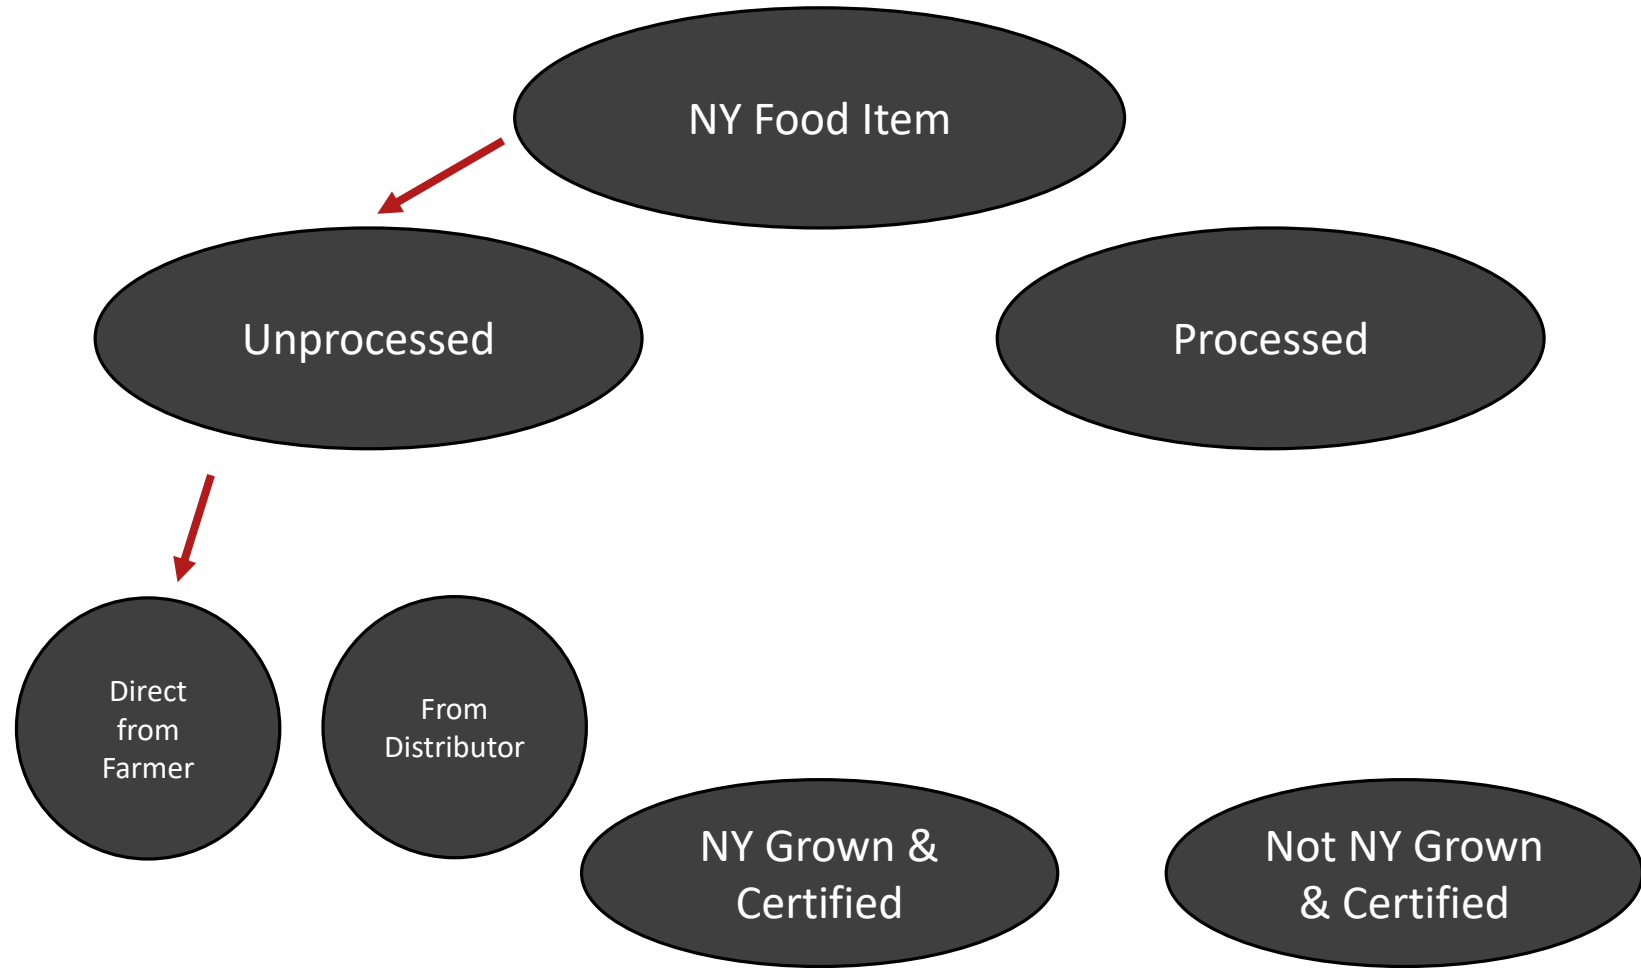 NY Food Item
Unprocessed
Processed
Direct
from
Farmer
From
Distributor
NY Grown &
Certified
Not NY Grown
& Certified